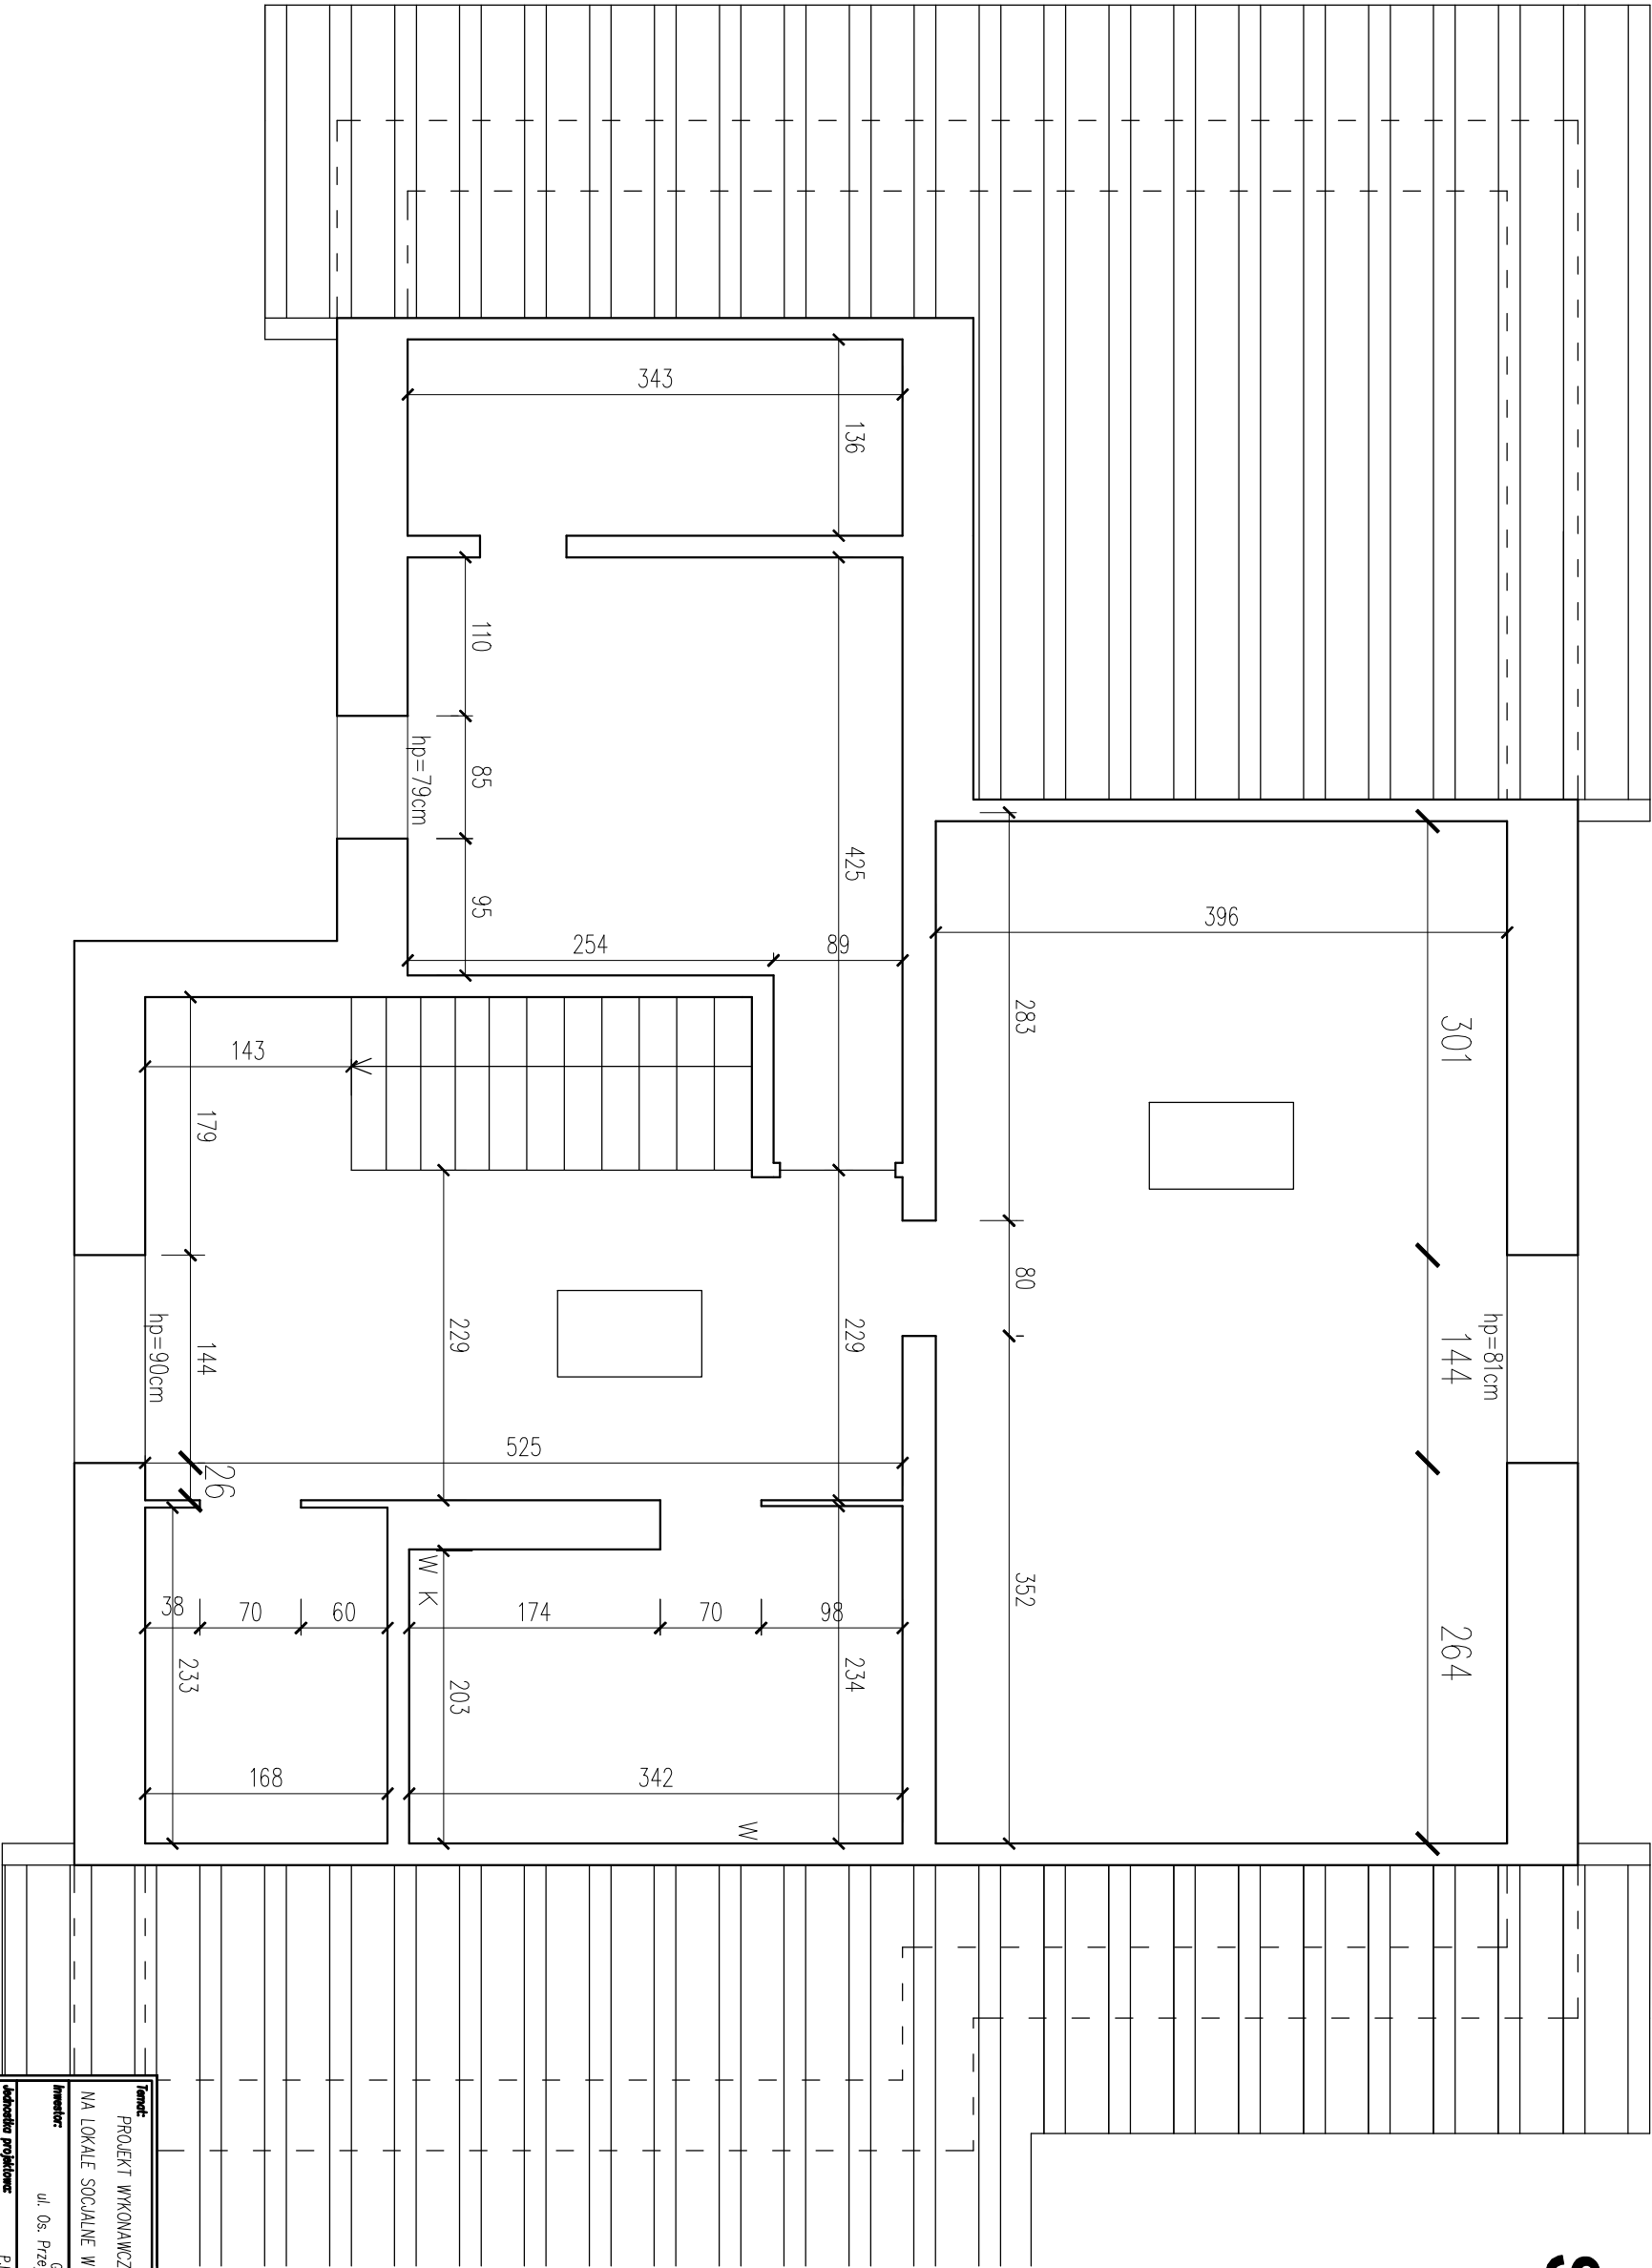 343
136
110
85
95
hp=79cm
425
254
89
396
301
144
264
hp=81cm
283
80
352
143
179
144
hp=90cm
26
229
229
525
W K
38
70
60
174
70
98
233
203
234
168
342
W
Temat:
PROJEKT WYKONAWCZ
NA LOKALE SOCJALNE W
Inwestor:
G
ul. Os. Prze
Jednostka projektowa:
P.
S